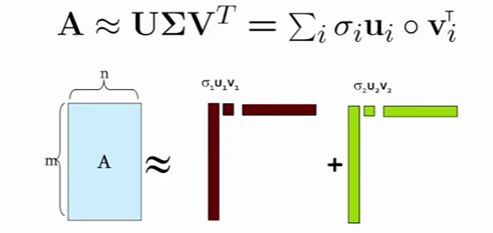 A ≈ UΣV^T = ∑_i σ_i u_i ∘ v_i^T
n
σ₁u₁v₁
σ₂u₂v₂
m
A
≈
+